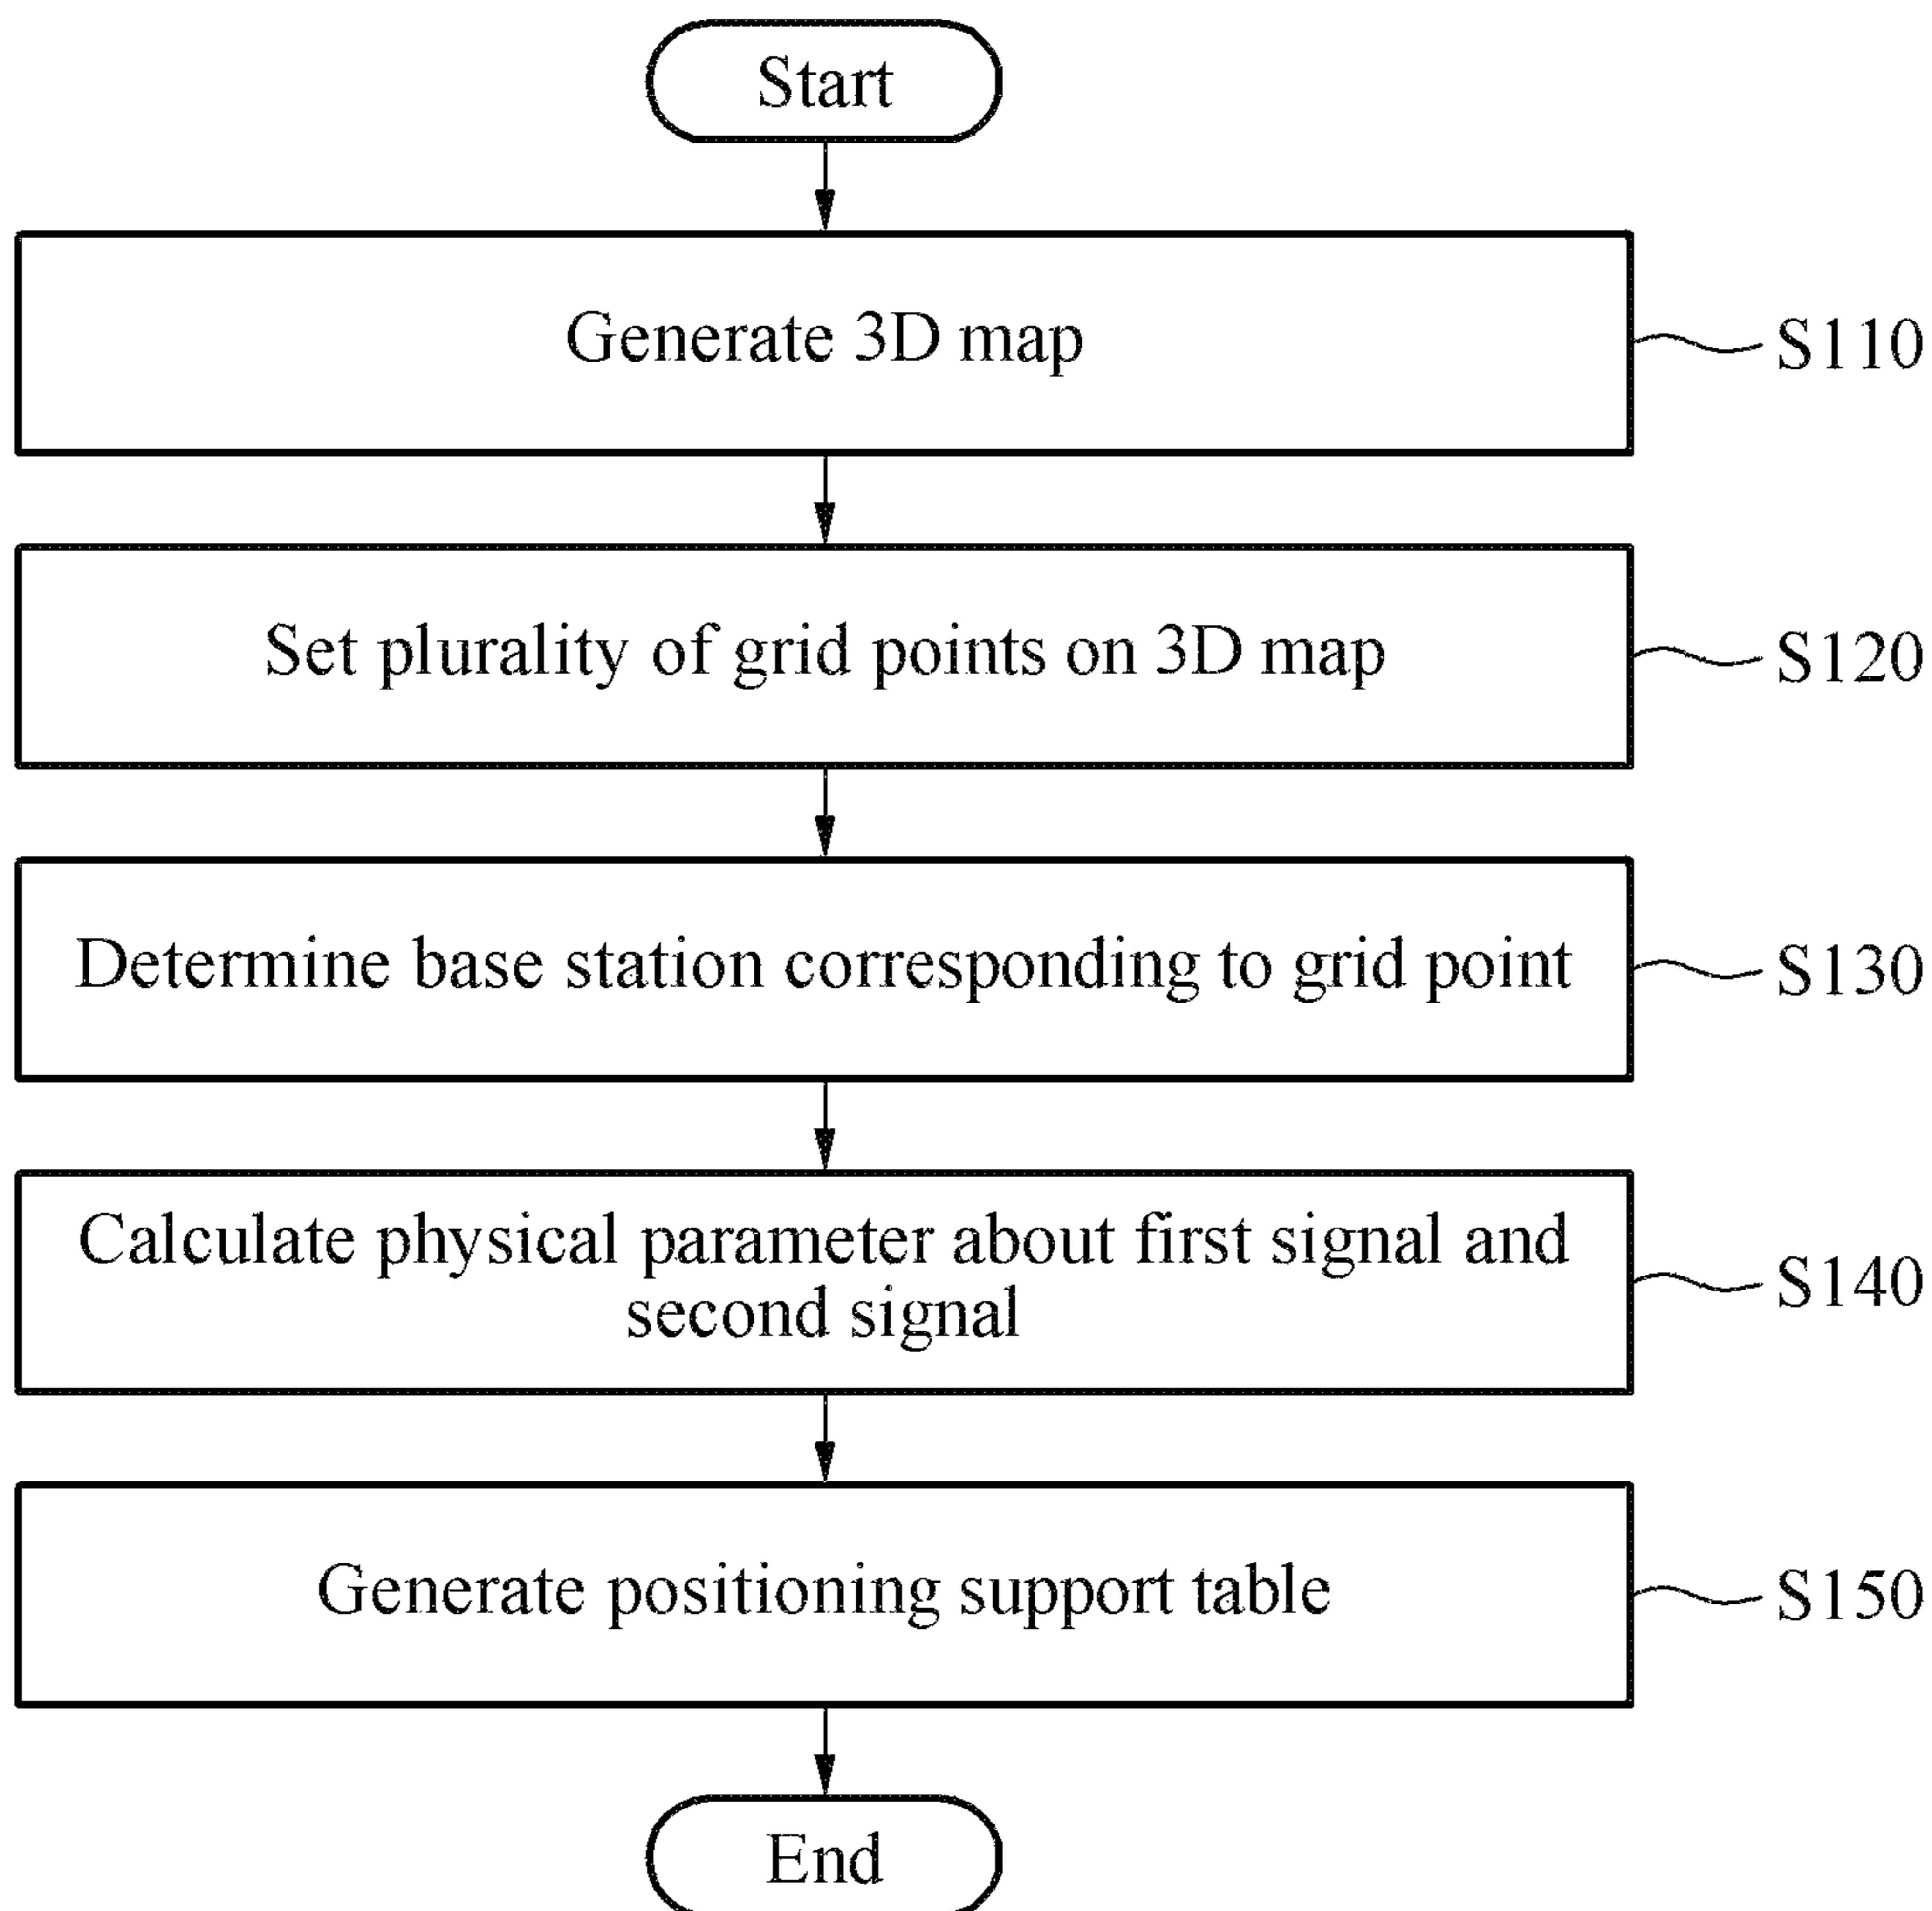 Start
Generate 3D map
S110
Set plurality of grid points on 3D map
S120
Determine base station corresponding to grid point
S130
Calculate physical parameter about first signal and
second signal
S140
Generate positioning support table
S150
End